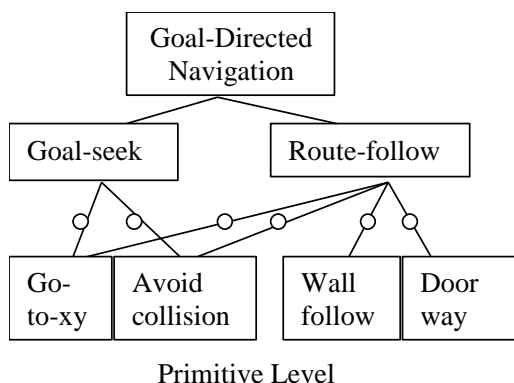 Goal-Directed
Navigation
Goal-seek
Route-follow
Go-
to-xy
Avoid
collision
Wall
follow
Door
way
Primitive Level